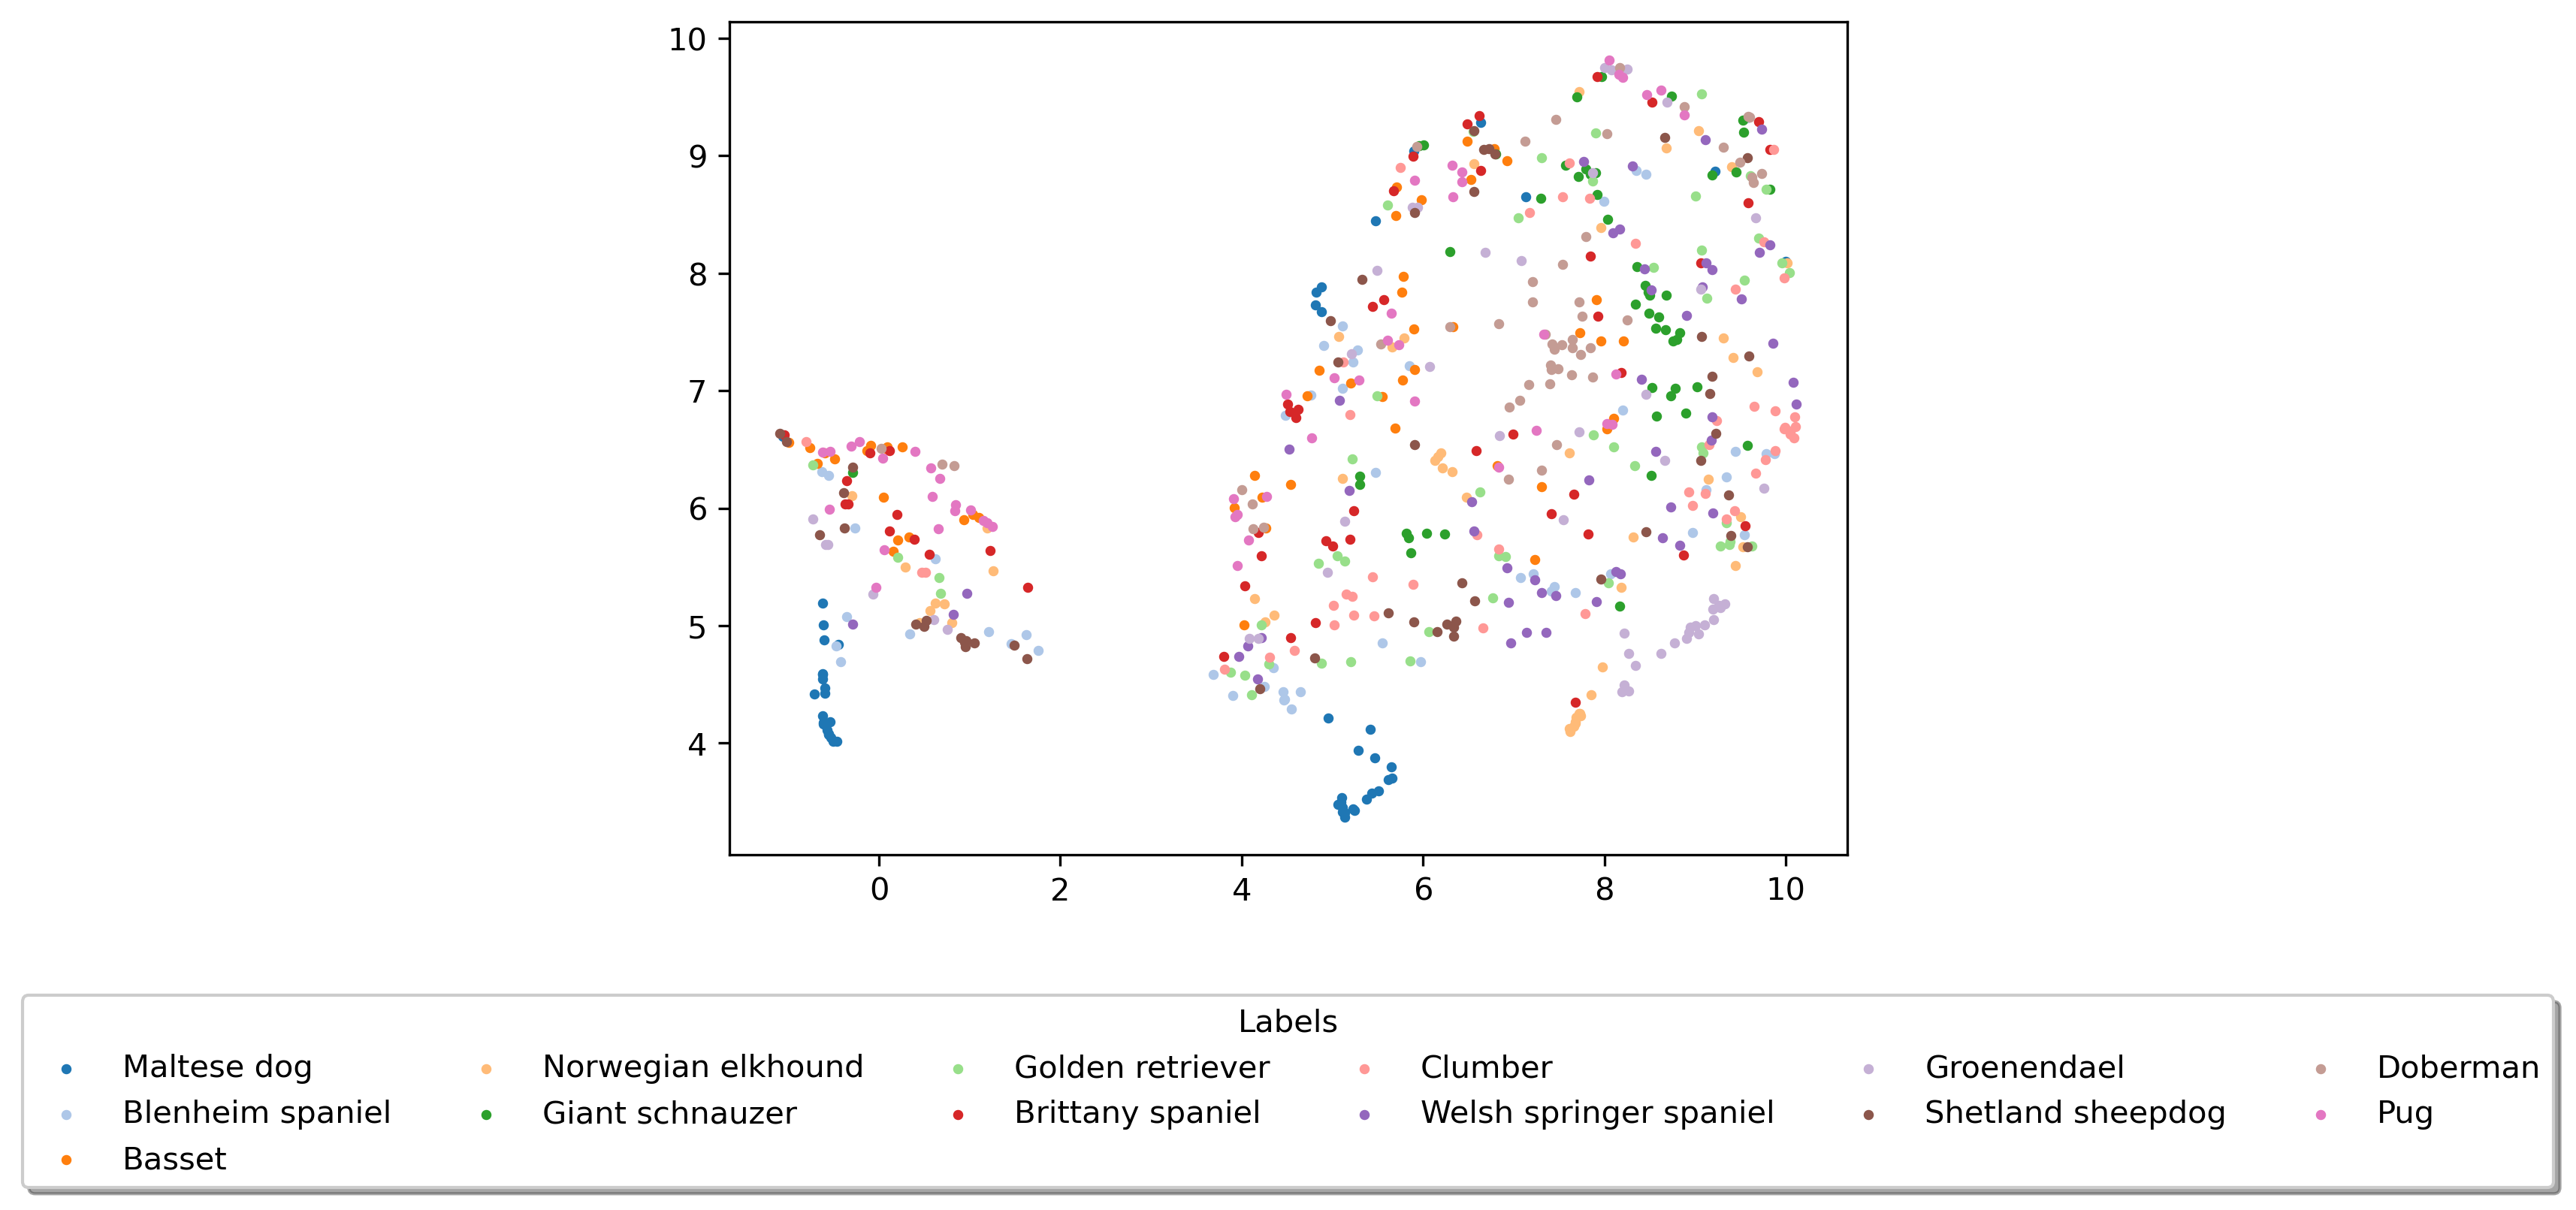 10
9
8
7
6
5
4
0 2 4 6 8 10
Labels
Maltese dog Norwegian elkhound Golden retriever Clumber Groenendael Doberman
Blenheim spaniel Giant schnauzer Brittany spaniel Welsh springer spaniel Shetland sheepdog Pug
Basset